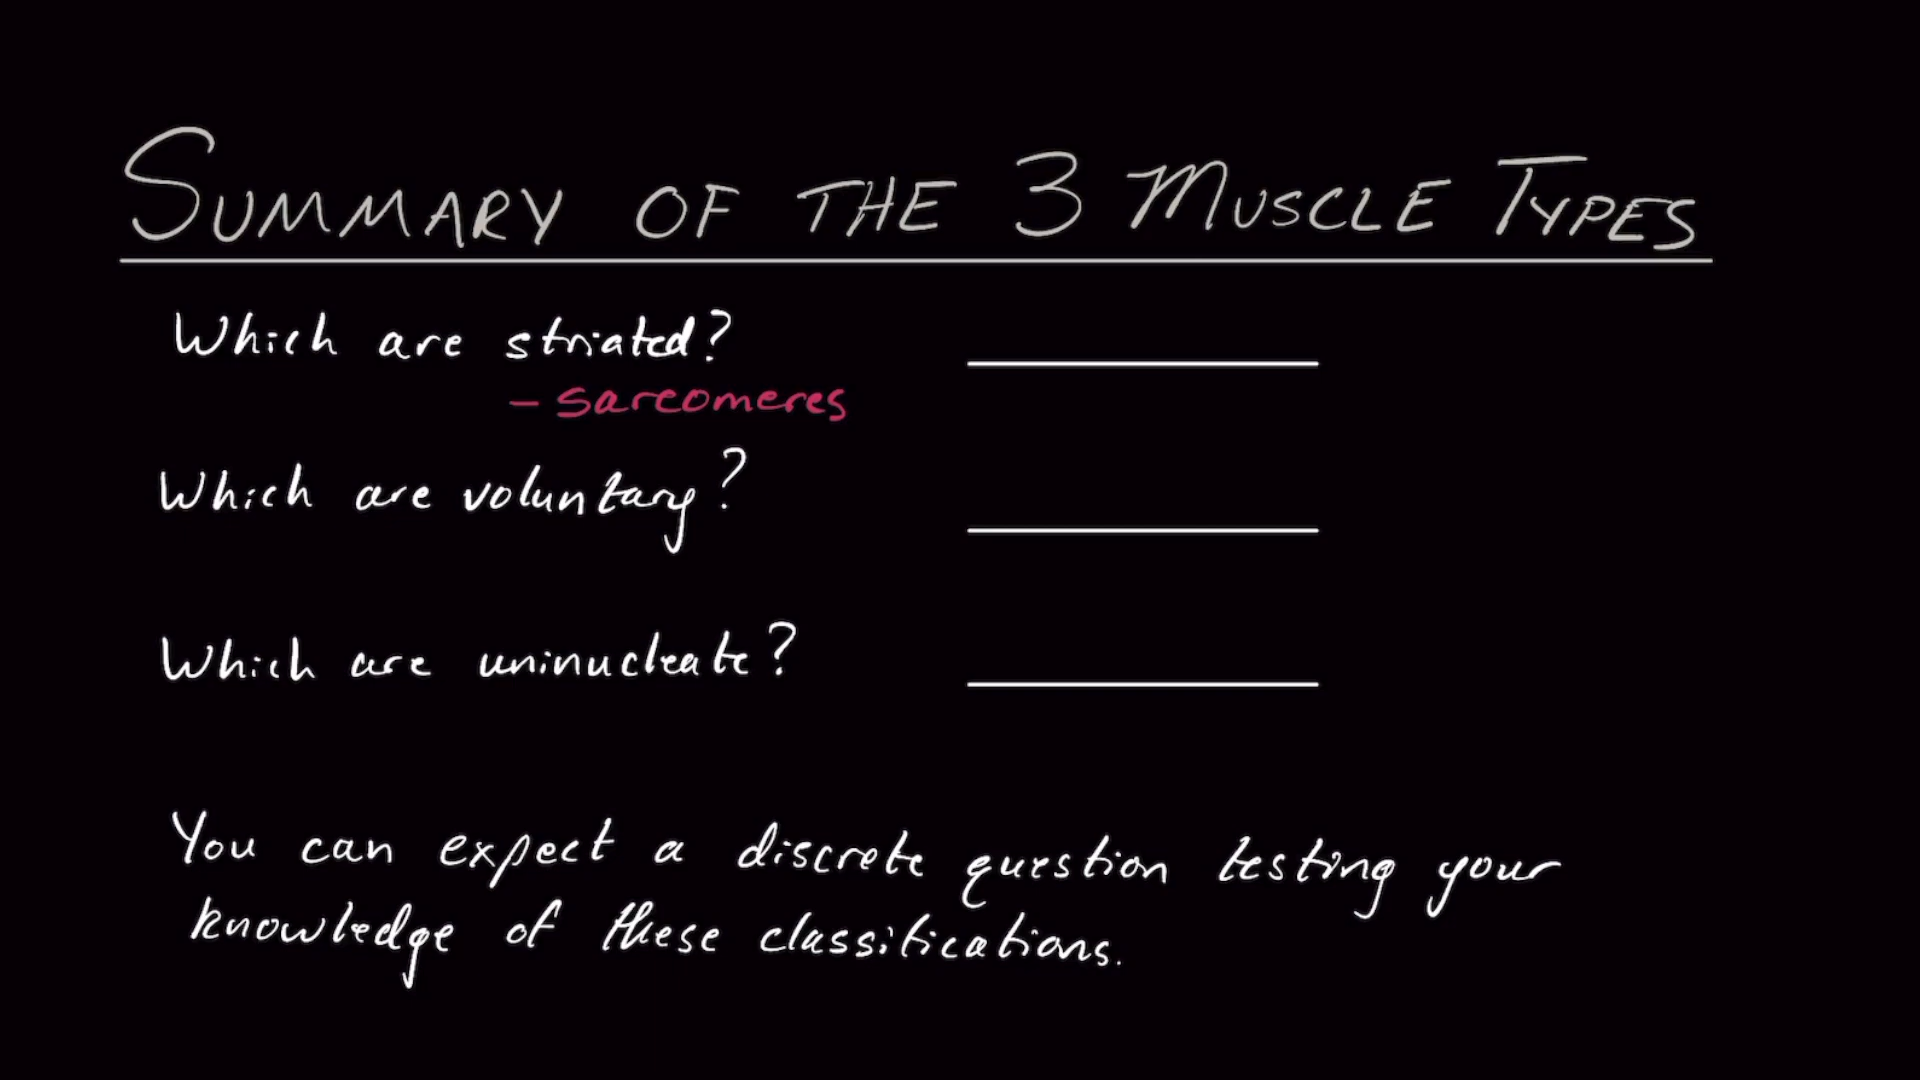 SUMMARY OF THE 3 MUSCLE TYPES
Which are striated?
- sarcomeres
Which are voluntary?
Which are uninucleate?
You can expect a discrete question testing your
knowledge of these classifications.